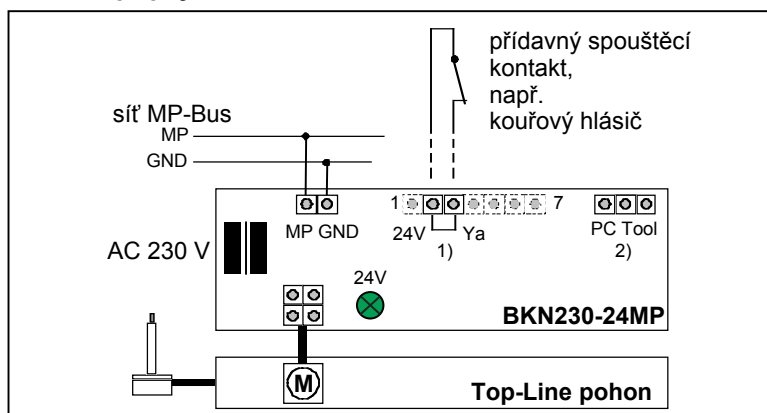 přídavný spouštěcí
kontakt,
např.
kouřový hlásič
síť MP-Bus
MP
GND
1 7
MP GND 24V Ya PC Tool
1) 2)
AC 230 V
24V
BKN230-24MP
M
Top-Line pohon